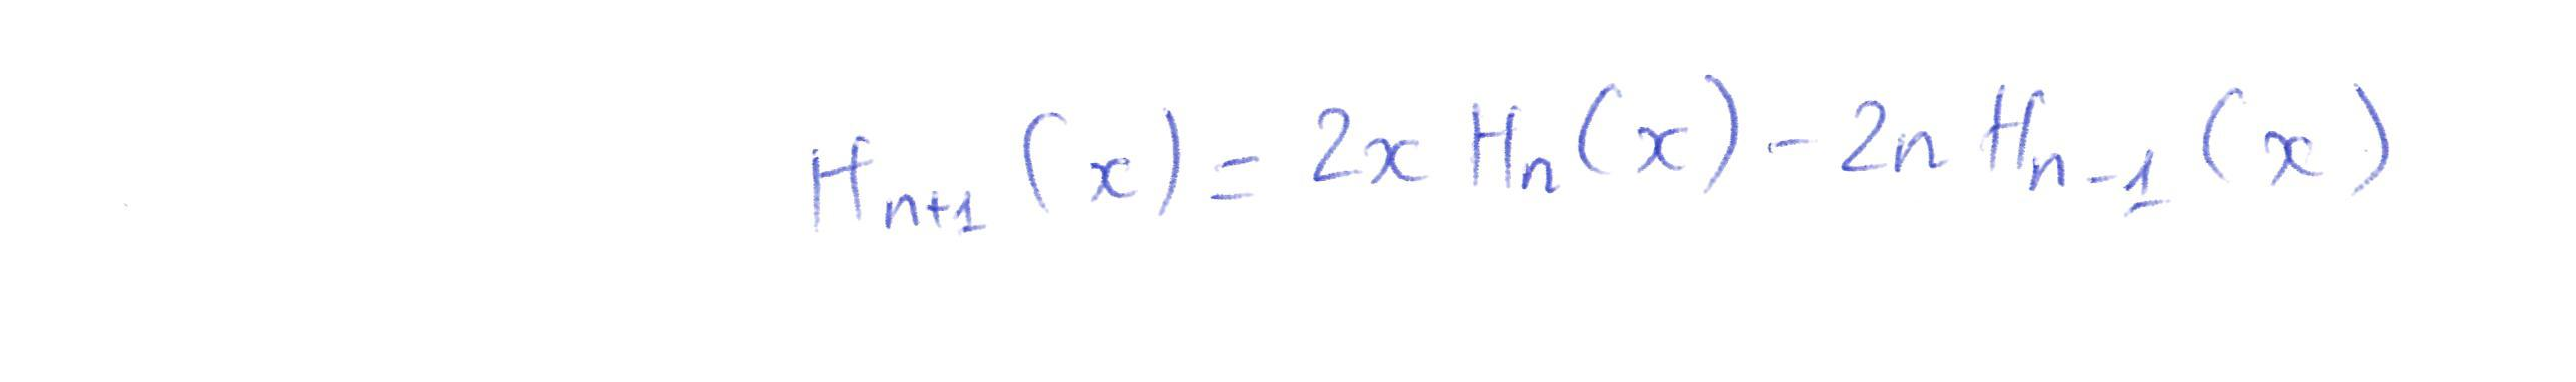 H_{n+1}(x) = 2x H_n(x) - 2n H_{n-1}(x)